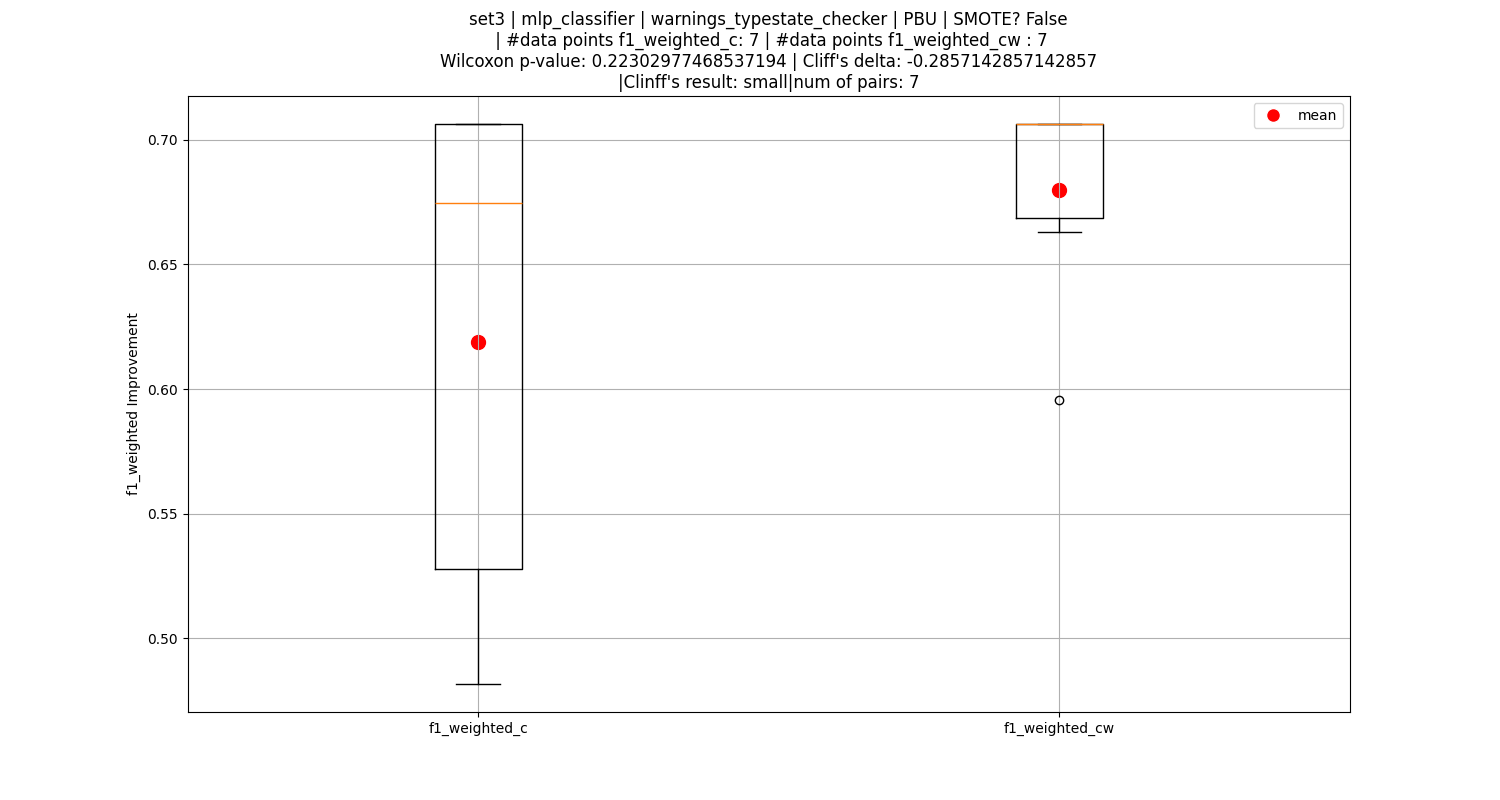 set3 | mlp_classifier | warnings_typestate_checker | PBU | SMOTE? False
| #data points f1_weighted_c: 7 | #data points f1_weighted_cw : 7
Wilcoxon p-value: 0.22302977468537194 | Cliff's delta: -0.2857142857142857
|Clinff's result: small|num of pairs: 7
mean
0.70
0.65
0.60
0.55
0.50
f1_weighted Improvement
f1_weighted_c
f1_weighted_cw